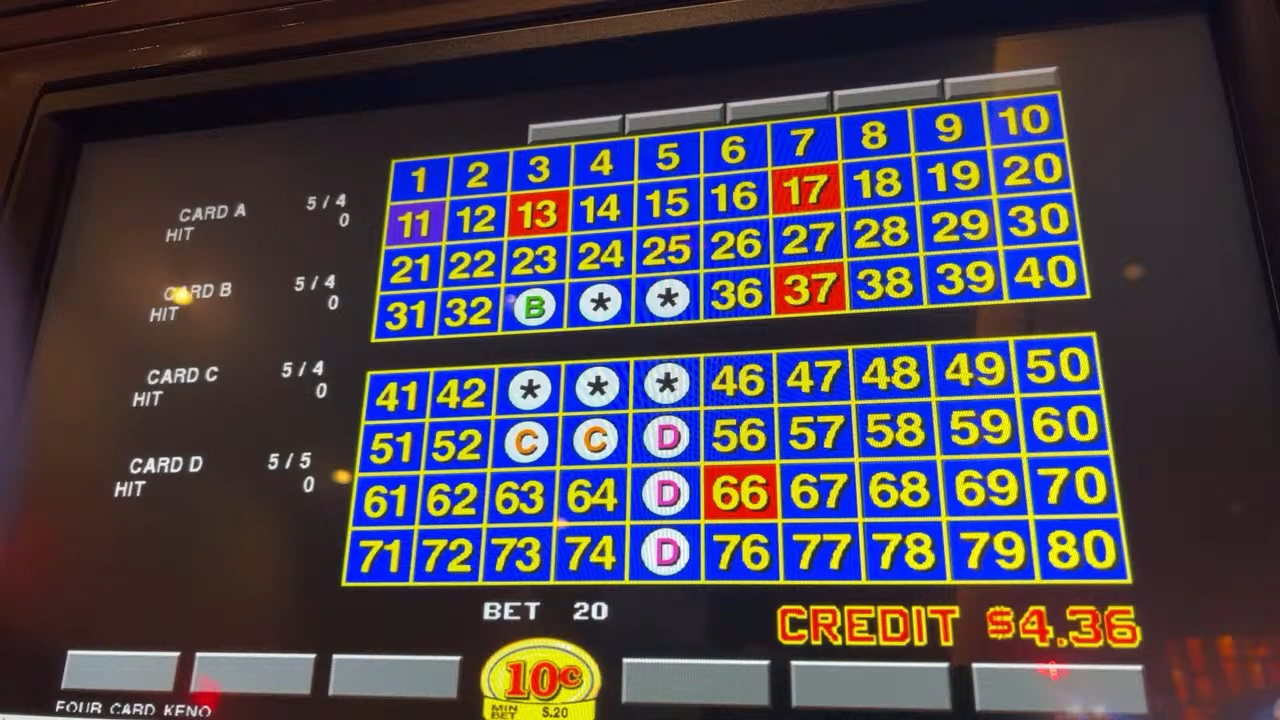 CARD A 5/4
HIT 0
CARD B 5/4
HIT 0
CARD C 5/4
HIT 0
CARD D 5/5
HIT 0
1 2 3 4 5 6 7 8 9 10
11 12 13 14 15 16 17 18 19 20
21 22 23 24 25 26 27 28 29 30
31 32 B * * 36 37 38 39 40
41 42 * * * 46 47 48 49 50
51 52 C C D 56 57 58 59 60
61 62 63 64 D 66 67 68 69 70
71 72 73 74 D 76 77 78 79 80
BET 20
CREDIT $4.36
10¢
MIN BET $.20
FOUR CARD KENO